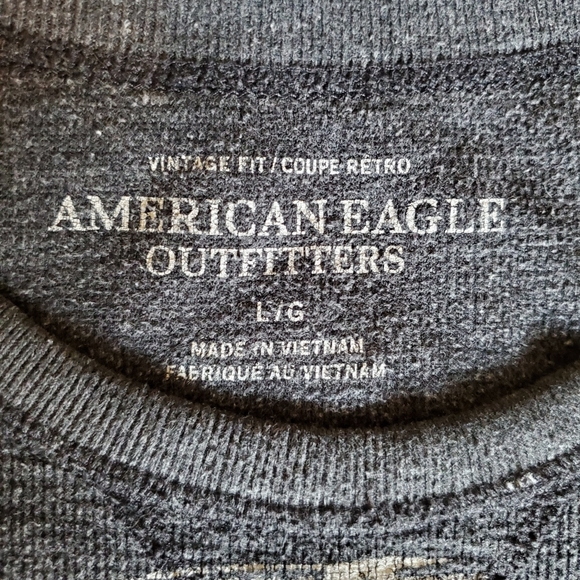 VINTAGE FIT/COUPE RÉTRO
AMERICAN EAGLE
OUTFITTERS
L/G
MADE IN VIETNAM
FABRIQUÉ AU VIETNAM